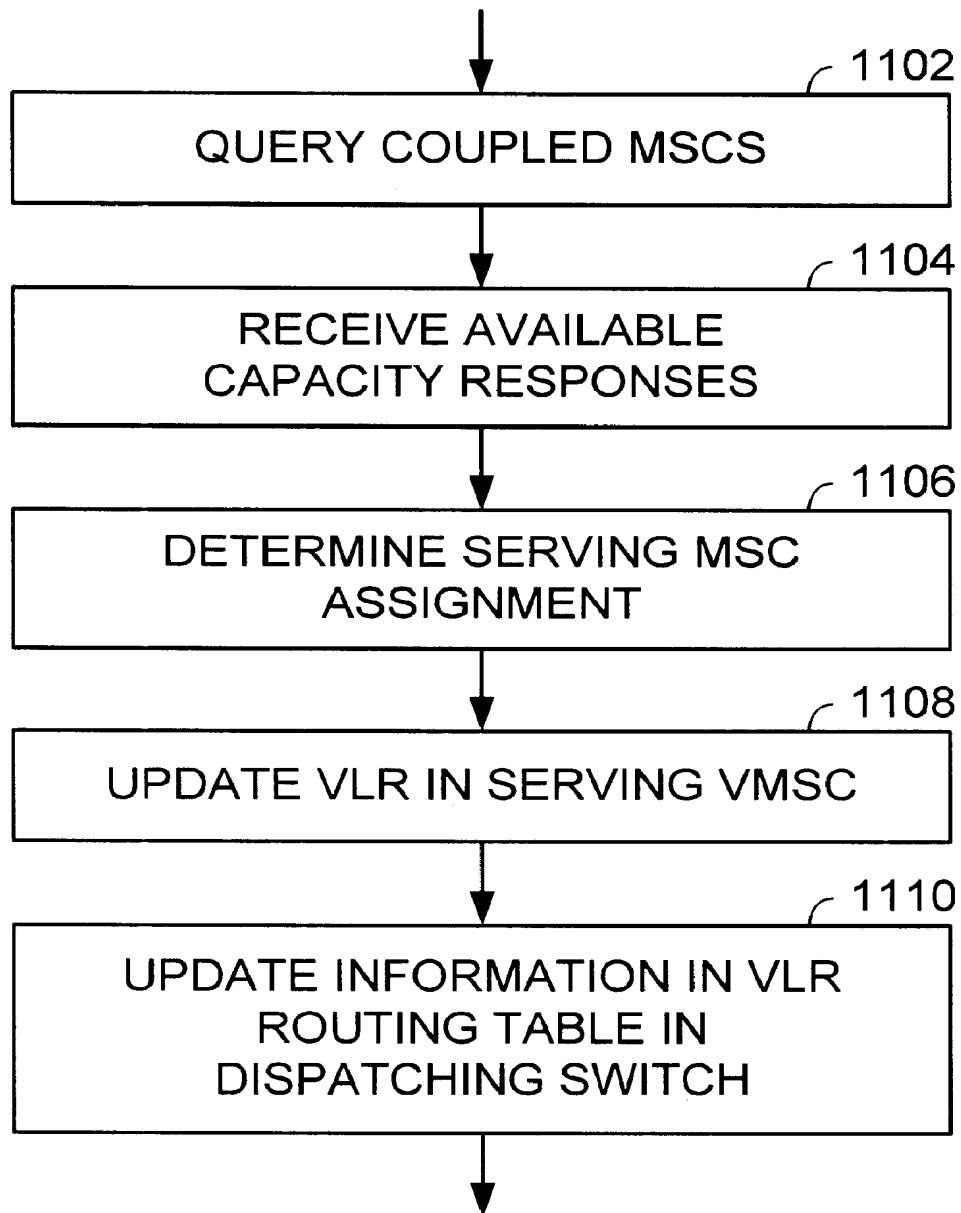 1102
QUERY COUPLED MSCS
1104
RECEIVE AVAILABLE
CAPACITY RESPONSES
1106
DETERMINE SERVING MSC
ASSIGNMENT
1108
UPDATE VLR IN SERVING VMSC
1110
UPDATE INFORMATION IN VLR
ROUTING TABLE IN
DISPATCHING SWITCH